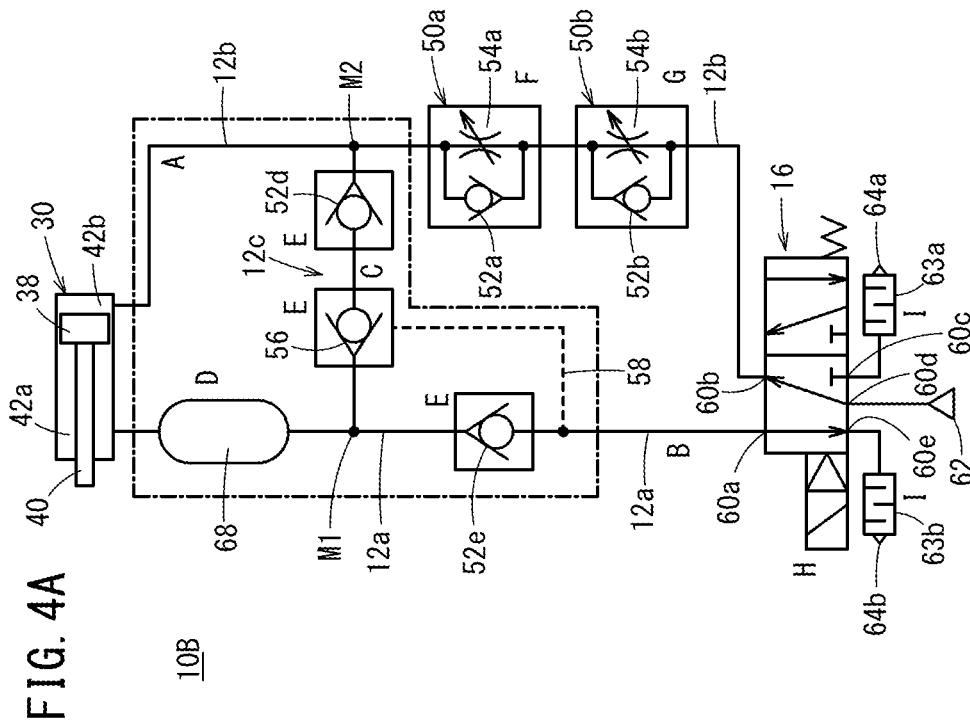 FIG. 4A
10B
30
38
42a
42b
40
A
12b
D
68
M2
50a
54a
F
52a
50b
54b
G
52b
12b
E
52d
12c
C
E
56
M1
12a
E
52e
58
12a
B
60a
60b
16
64a
63a
I
60c
60d
60e
62
H
I
63b
64b